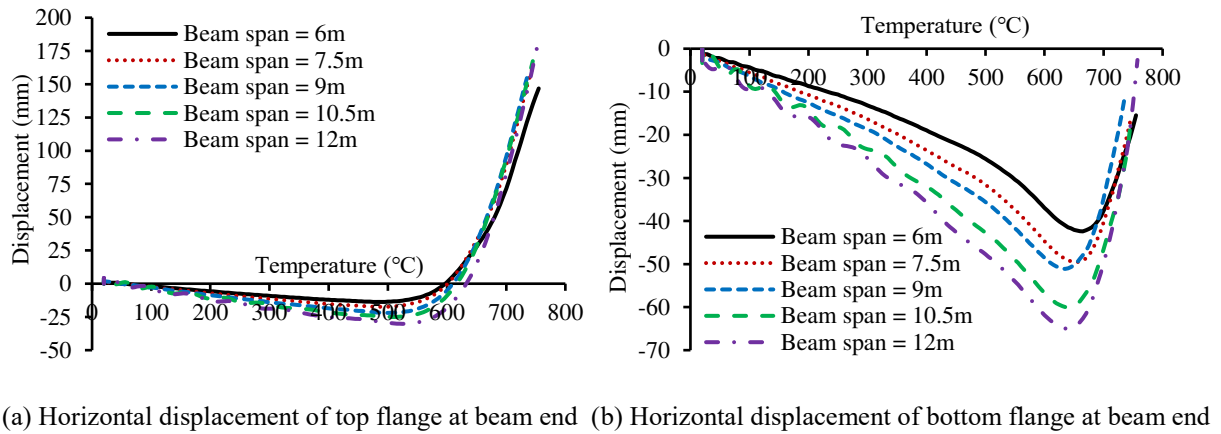 200
175
150
125
100
75
50
25
0
-25
-50
Displacement (mm)
Beam span = 6m
Beam span = 7.5m
Beam span = 9m
Beam span = 10.5m
Beam span = 12m
Temperature (℃)
0 100 200 300 400 500 600 700 800
(a) Horizontal displacement of top flange at beam end
Temperature (℃)
0 100 200 300 400 500 600 700 800
0
-10
-20
-30
-40
-50
-60
-70
Displacement (mm)
Beam span = 6m
Beam span = 7.5m
Beam span = 9m
Beam span = 10.5m
Beam span = 12m
(b) Horizontal displacement of bottom flange at beam end